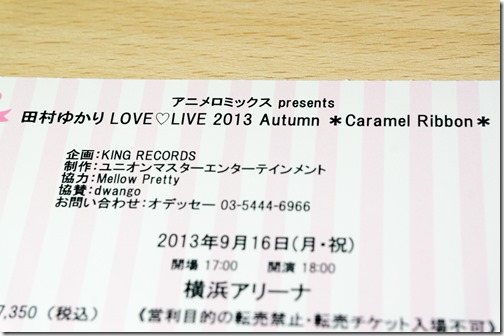 アニメロミックス presents
田村ゆかり LOVE♡LIVE 2013 Autumn ＊Caramel Ribbon＊
企画：KING RECORDS
制作：ユニオンマスターエンターテインメント
協力：Mellow Pretty
協賛：dwango
お問い合わせ：オデッセー 03-5444-6966
2013年9月16日(月・祝)
開場 17:00 開演 18:00
横浜アリーナ
7,350（税込）《営利目的の転売禁止・転売チケット入場不可》